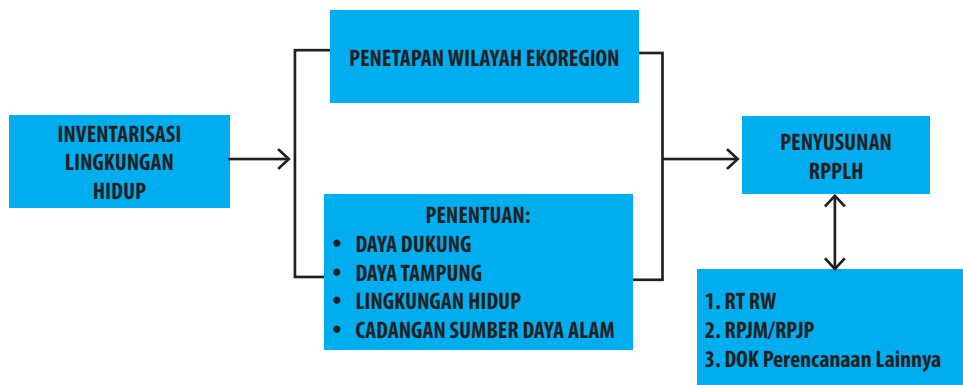 INVENTARISASI
LINGKUNGAN
HIDUP
PENETAPAN WILAYAH EKOREGION
PENENTUAN:
• DAYA DUKUNG
• DAYA TAMPUNG
• LINGKUNGAN HIDUP
• CADANGAN SUMBER DAYA ALAM
PENYUSUNAN
RPPLH
1. RT RW
2. RPJM/RPJP
3. DOK Perencanaan Lainnya